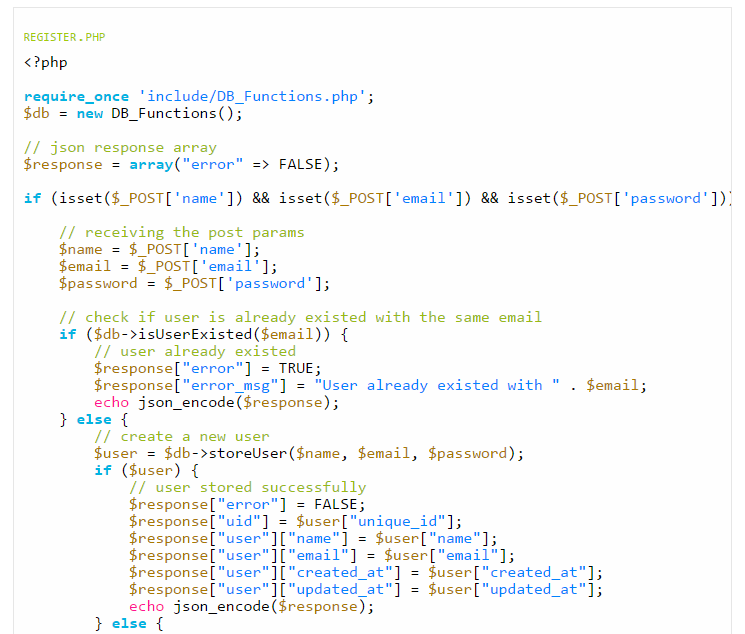 REGISTER.PHP
<?php
require_once 'include/DB_Functions.php';
$db = new DB_Functions();
// json response array
$response = array("error" => FALSE);
if (isset($_POST['name']) && isset($_POST['email']) && isset($_POST['password']))
// receiving the post params
$name = $_POST['name'];
$email = $_POST['email'];
$password = $_POST['password'];
// check if user is already existed with the same email
if ($db->isUserExisted($email)) {
// user already existed
$response["error"] = TRUE;
$response["error_msg"] = "User already existed with " . $email;
echo json_encode($response);
} else {
// create a new user
$user = $db->storeUser($name, $email, $password);
if ($user) {
// user stored successfully
$response["error"] = FALSE;
$response["uid"] = $user["unique_id"];
$response["user"]["name"] = $user["name"];
$response["user"]["email"] = $user["email"];
$response["user"]["created_at"] = $user["created_at"];
$response["user"]["updated_at"] = $user["updated_at"];
echo json_encode($response);
} else {